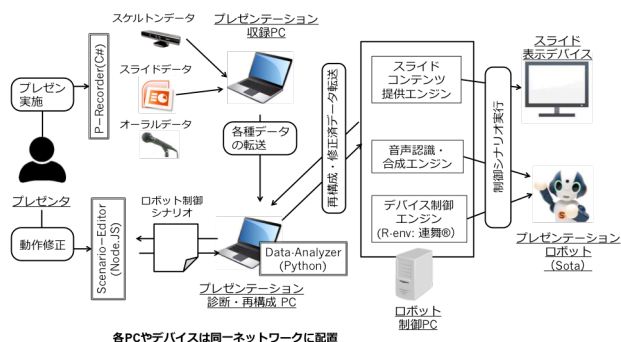 スケルトンデータ
プレゼンテーション
収録PC
スライドデータ
オーラルデータ
P-Recorder(C#)
プレゼン
実施
プレゼンタ
動作修正
Scenario-Editor
(Node.JS)
ロボット制御
シナリオ
各種データ
の転送
Data-Analyzer
(Python)
プレゼンテーション
診断・再構成 PC
再構成・修正済データ転送
スライド
コンテンツ
提供エンジン
音声認識・
合成エンジン
デバイス制御
エンジン
(R-env: 連舞®)
ロボット
制御PC
制御シナリオ実行
スライド
表示デバイス
プレゼンテーション
ロボット
(Sota)
各PCやデバイスは同一ネットワークに配置